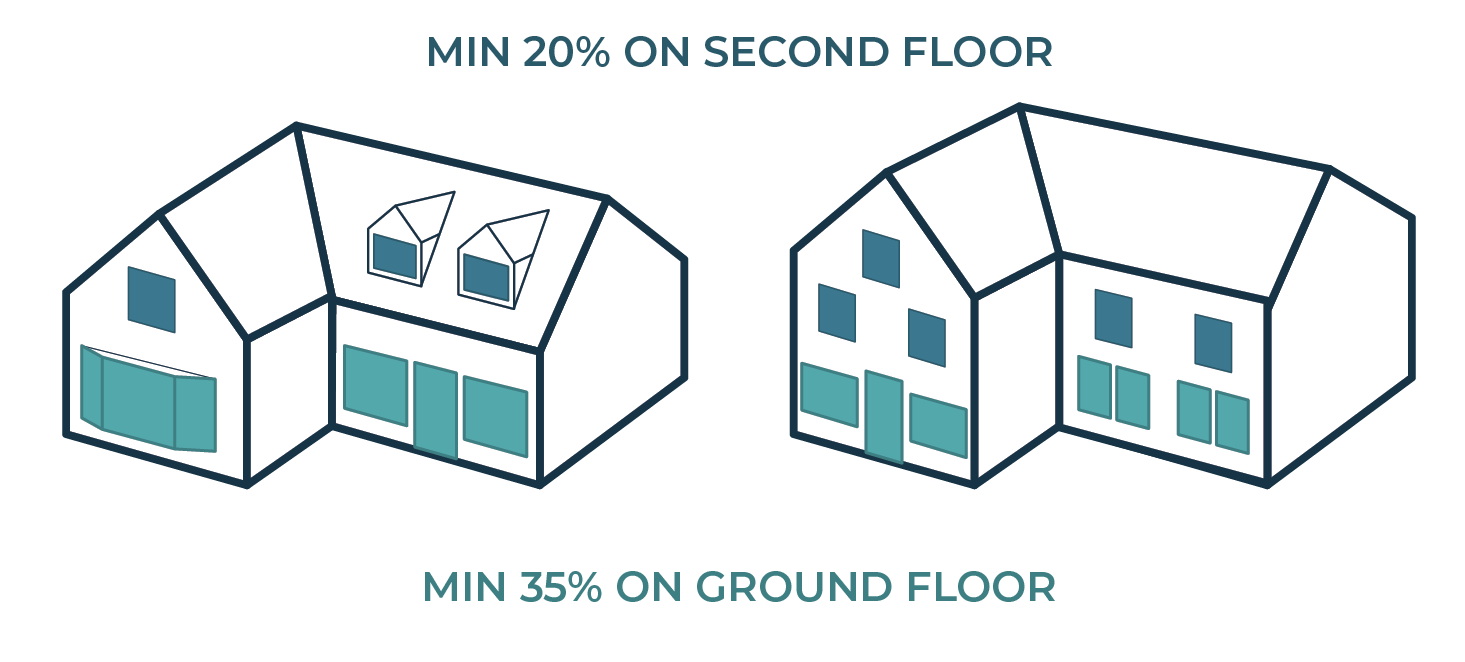 MIN 20% ON SECOND FLOOR
MIN 35% ON GROUND FLOOR